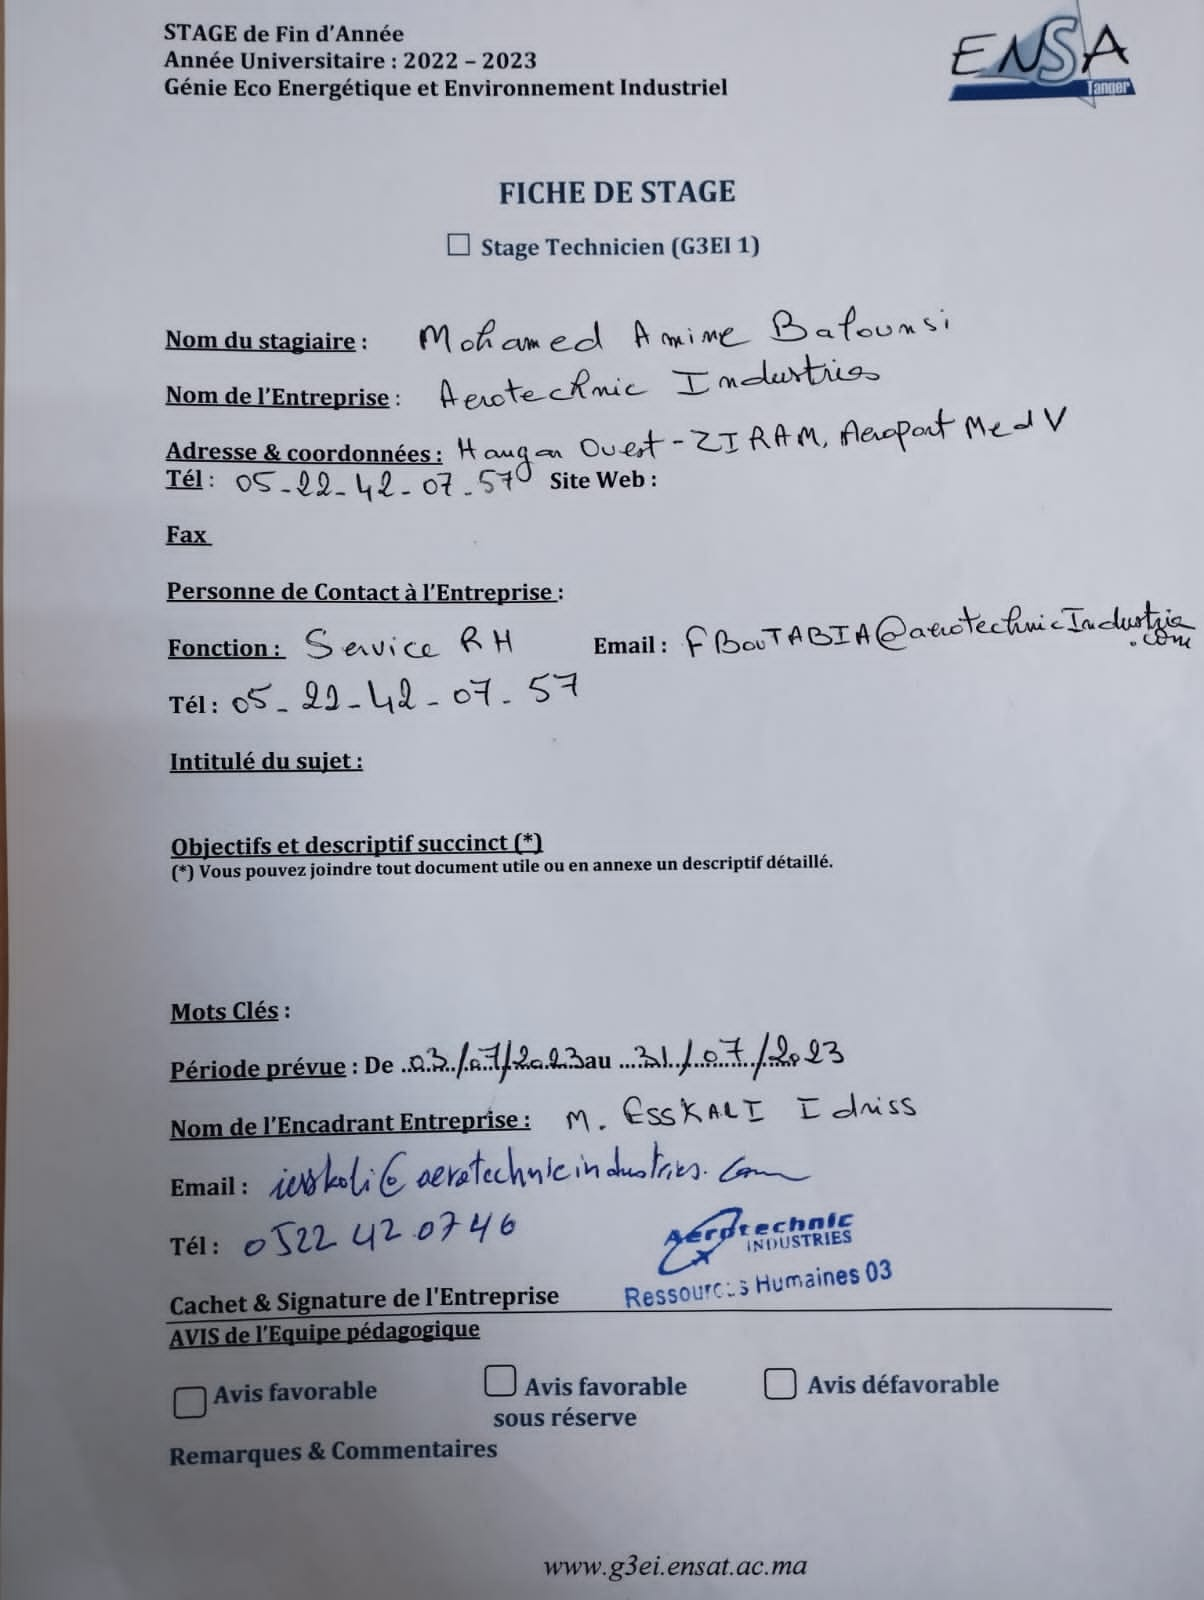 STAGE de Fin d'Année
Année Universitaire : 2022 – 2023
Génie Eco Energétique et Environnement Industriel
ENSA
Tanger
FICHE DE STAGE
Stage Technicien (G3EI 1)
Nom du stagiaire : Mohamed Amine Bafounsi
Nom de l'Entreprise : Aerotechnic Industries
Adresse & coordonnées : Hangar Ouest - ZIRAM, Aeroport Med V
Tél : 05-22-42-07-57 Site Web :
Fax
Personne de Contact à l'Entreprise :
Fonction : Service RH Email : FBOUTABIA@aerotechnicIndustrie.com
Tél : 05-22-42-07-57
Intitulé du sujet :
Objectifs et descriptif succinct (*)
(*) Vous pouvez joindre tout document utile ou en annexe un descriptif détaillé.
Mots Clés :
Période prévue : De 03/07/2023 au 31/07/2023
Nom de l'Encadrant Entreprise : M. ESSKALI Idriss
Email : iesskali@aerotechnicindustries.com
Tél : 0522 42 07 46
Aerotechnic
INDUSTRIES
Ressources Humaines 03
Cachet & Signature de l'Entreprise
AVIS de l'Equipe pédagogique
Avis favorable Avis favorable sous réserve Avis défavorable
Remarques & Commentaires
www.g3ei.ensat.ac.ma